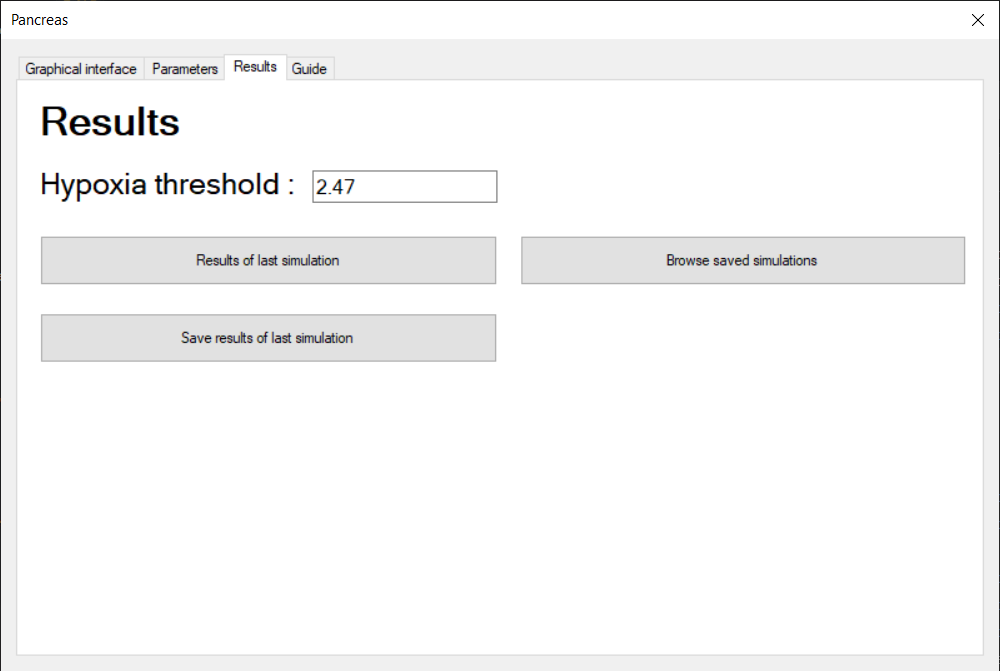 Pancreas
Graphical interface Parameters Results Guide
Results
Hypoxia threshold : 2.47
Results of last simulation Browse saved simulations
Save results of last simulation